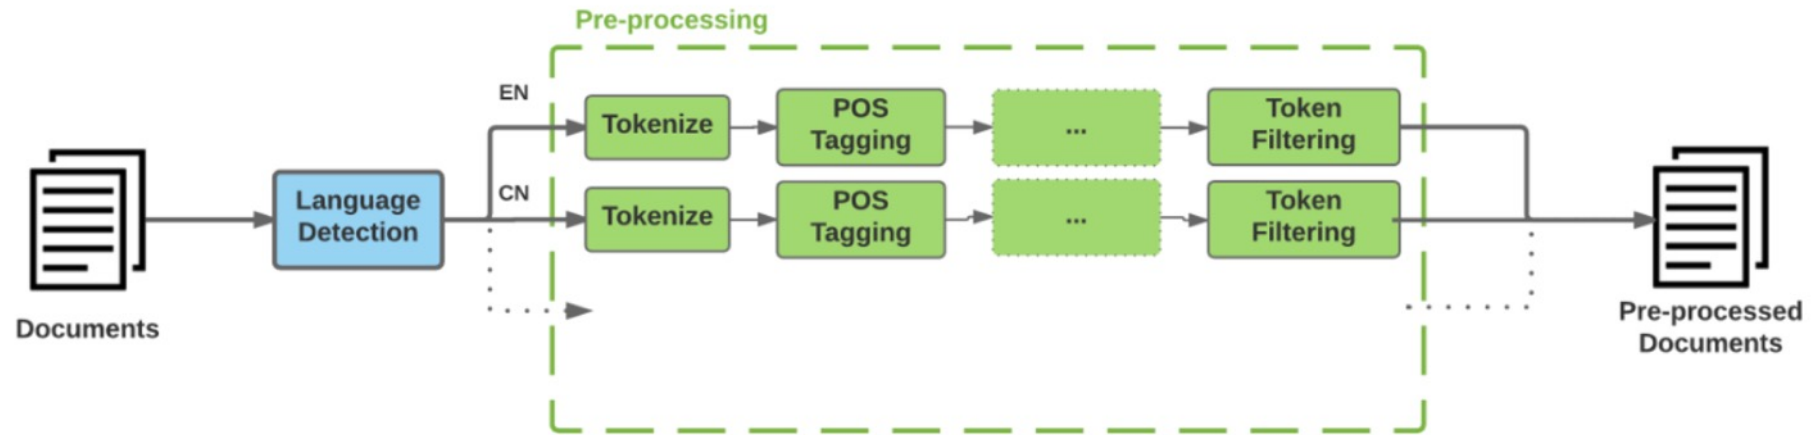 Pre-processing
EN
Tokenize
POS
Tagging
...
Token
Filtering
CN
Tokenize
POS
Tagging
...
Token
Filtering
Language
Detection
Documents
Pre-processed
Documents